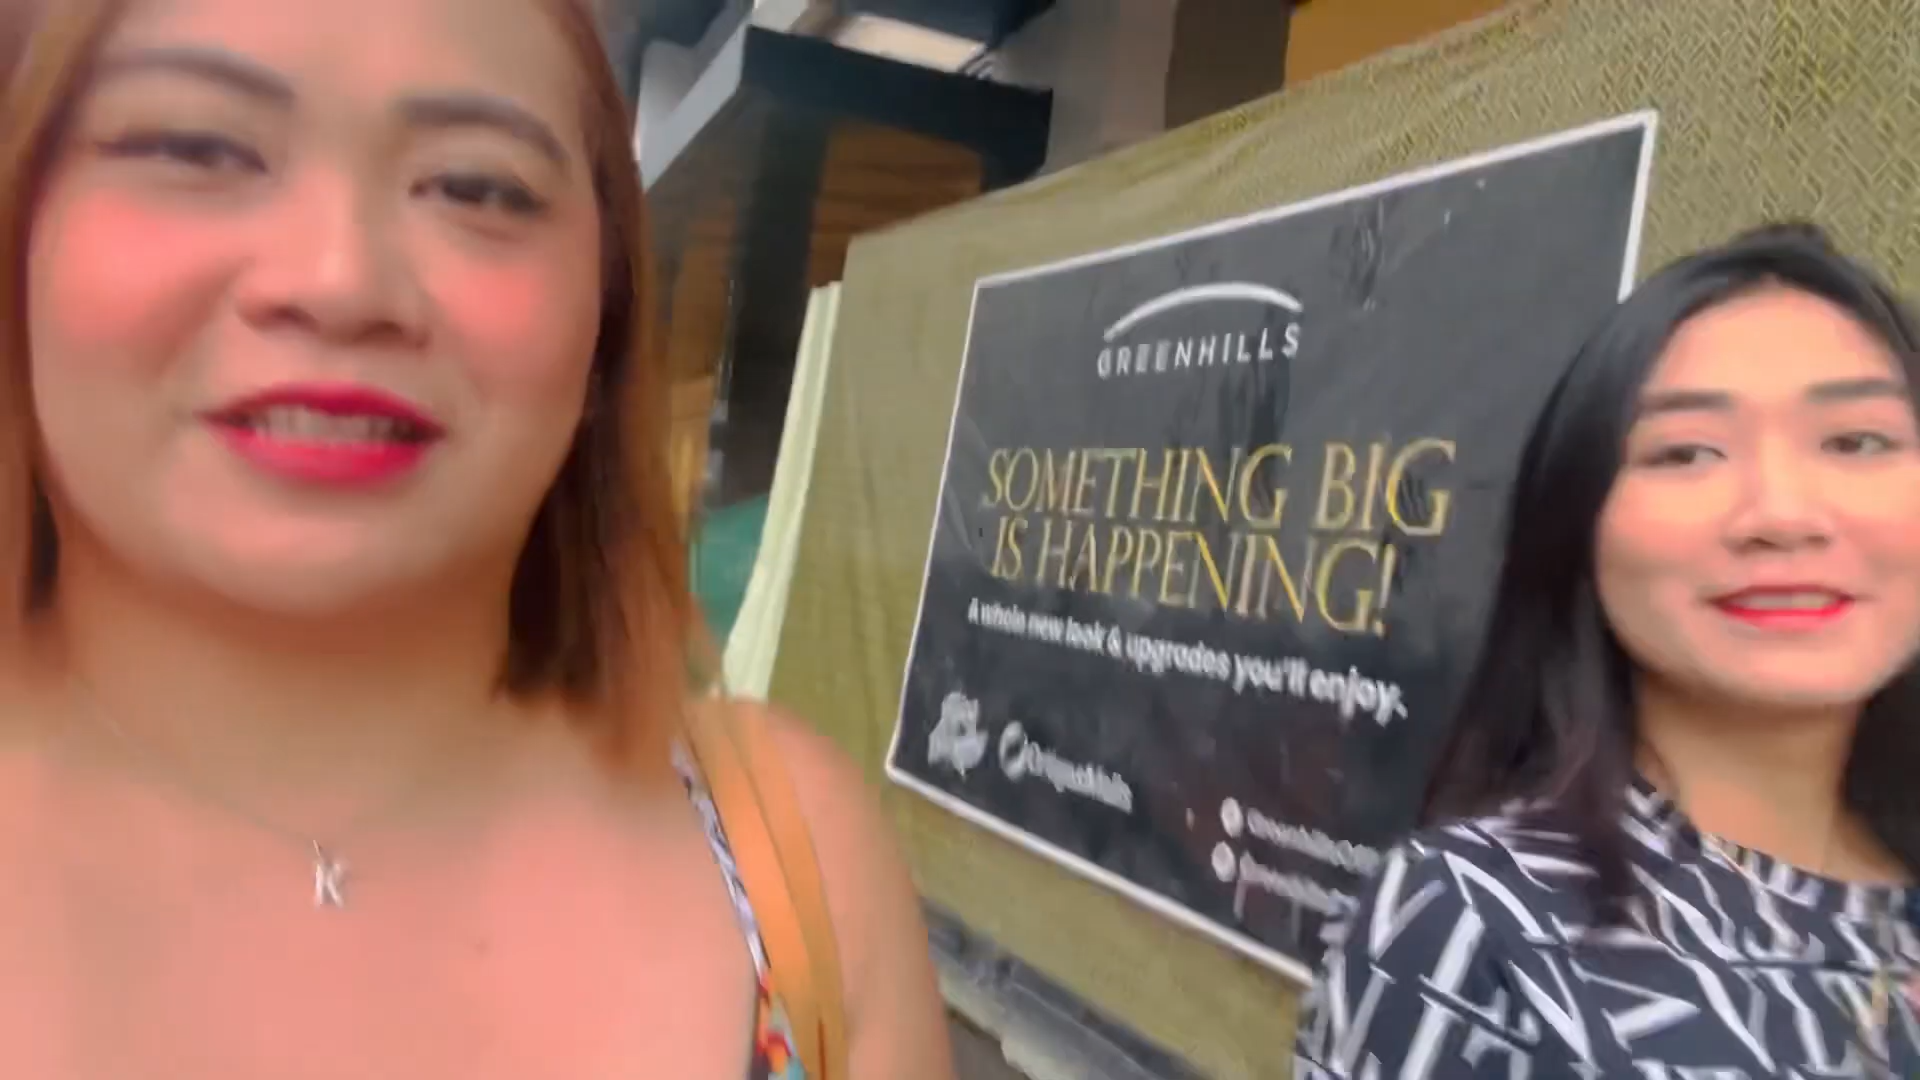 GREENHILLS
SOMETHING BIG
IS HAPPENING!
A whole new look & upgrades you'll enjoy.
K